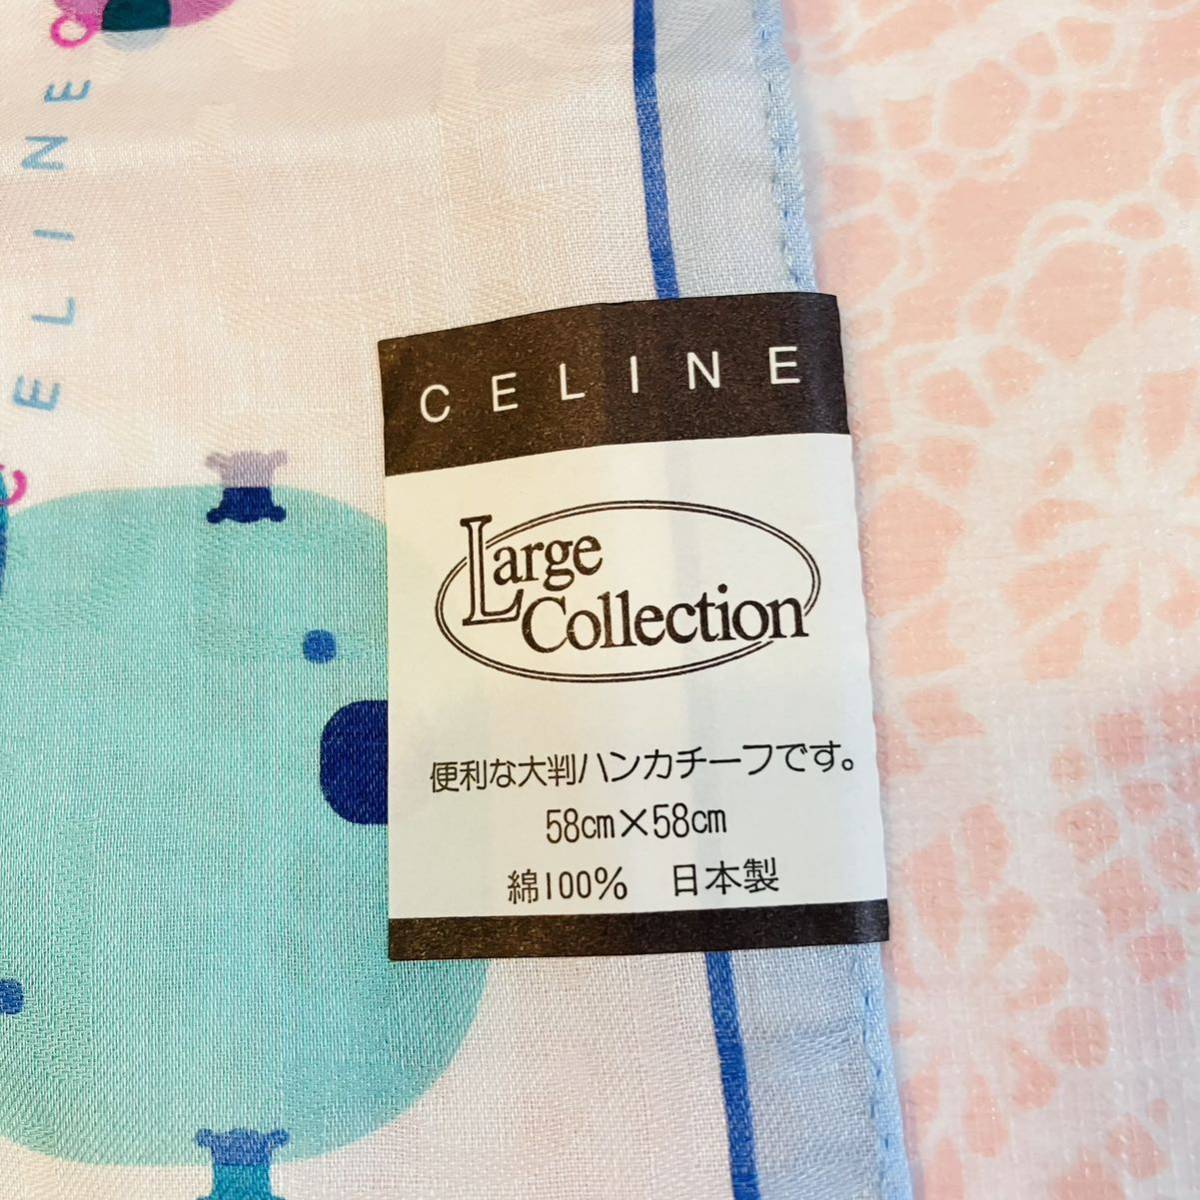 CELINE
CELINE
Large
Collection
便利な大判ハンカチーフです。
58㎝×58㎝
綿100% 日本製